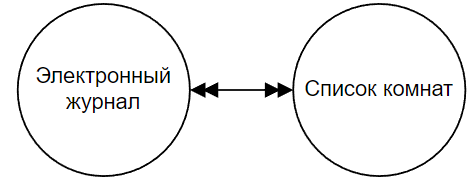 Электронный
журнал
Список комнат